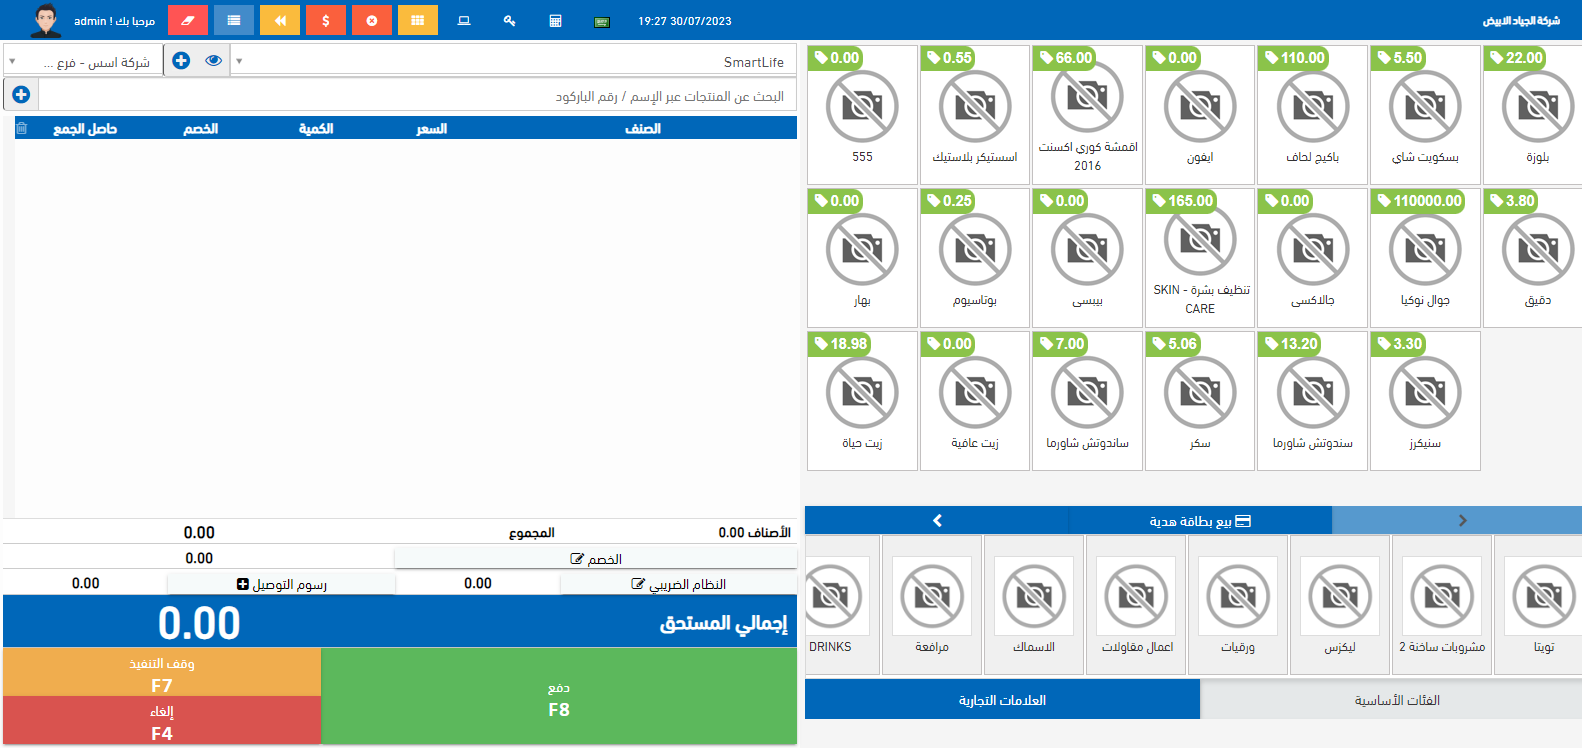 شركة الجياد الابيض
19:27 30/07/2023
مرحبا بك ! admin
SmartLife
شركة اسس - فرع ...
البحث عن المنتجات عبر الإسم / رقم الباركود
الصنف
السعر
الكمية
الخصم
حاصل الجمع
الأصناف 0.00
المجموع
0.00
الخصم
0.00
النظام الضريبي
0.00
رسوم التوصيل
0.00
إجمالي المستحق
0.00
دفع
F8
وقف التنفيذ
F7
إلغاء
F4
22.00
بلوزة
5.50
بسكويت شاي
110.00
باكيج لحاف
0.00
ايفون
66.00
اقمشة كوري اكسنت
2016
0.55
اسستيكر بلاستيك
0.00
555
3.80
دقيق
110000.00
جوال نوكيا
0.00
جالاكسى
165.00
تنظيف بشرة - SKIN
CARE
0.00
بيبسى
0.25
بوتاسيوم
0.00
بهار
3.30
سنيكرز
13.20
سندوتش شاورما
5.06
سكر
7.00
ساندوتش شاورما
0.00
زيت عافية
18.98
زيت حياة
بيع بطاقة هدية
تويتا
مشروبات ساخنة 2
ليكزس
ورقيات
اعمال مقاولات
الاسماك
مرافعة
DRINKS
الفئات الأساسية
العلامات التجارية